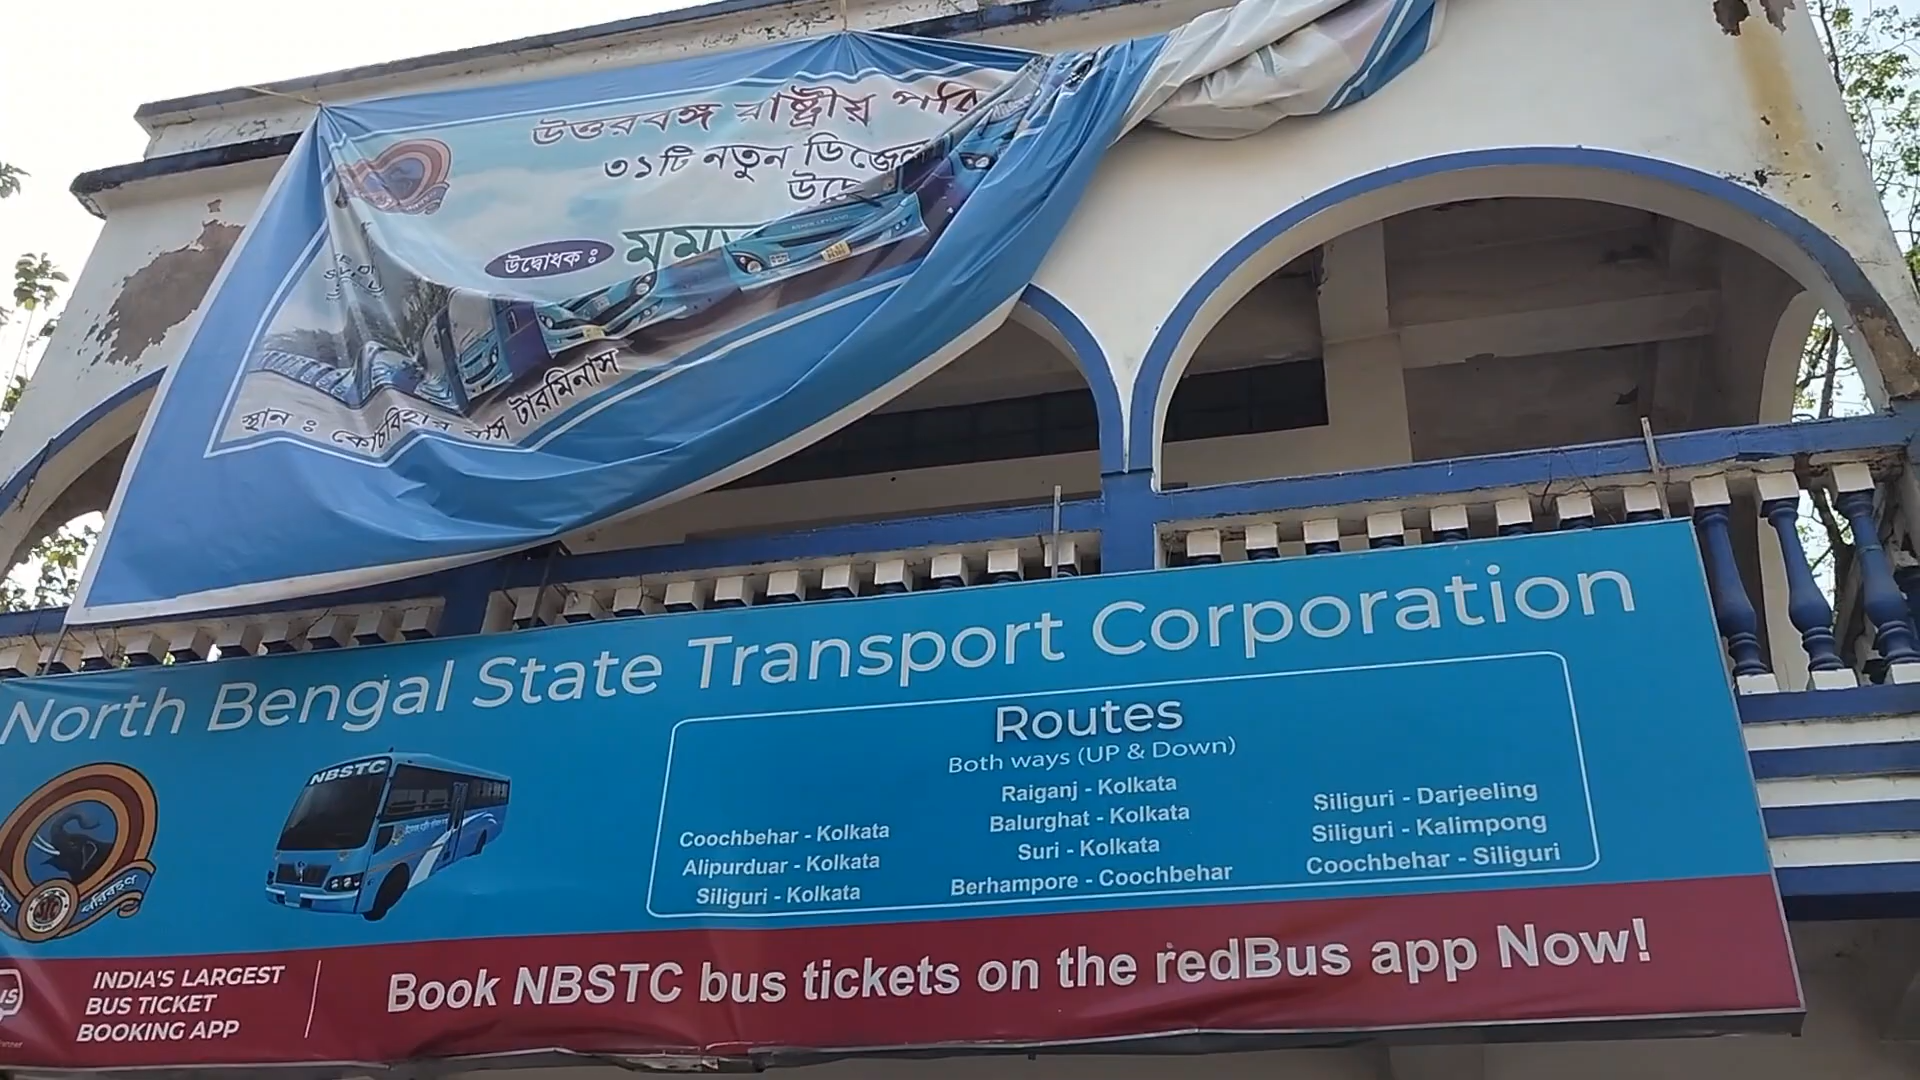 উত্তরবঙ্গ রাষ্ট্রীয় পরি
৩১টি নতুন ডিজেল
উদ্বোধক :
স্থান : কোচবিহার বাস টারমিনাস
North Bengal State Transport Corporation
Routes
Both ways (UP & Down)
Coochbehar - Kolkata
Alipurduar - Kolkata
Siliguri - Kolkata
Raiganj - Kolkata
Balurghat - Kolkata
Suri - Kolkata
Berhampore - Coochbehar
Siliguri - Darjeeling
Siliguri - Kalimpong
Coochbehar - Siliguri
NBSTC
পরিবহণ
INDIA'S LARGEST
BUS TICKET
BOOKING APP
Book NBSTC bus tickets on the redBus app Now!